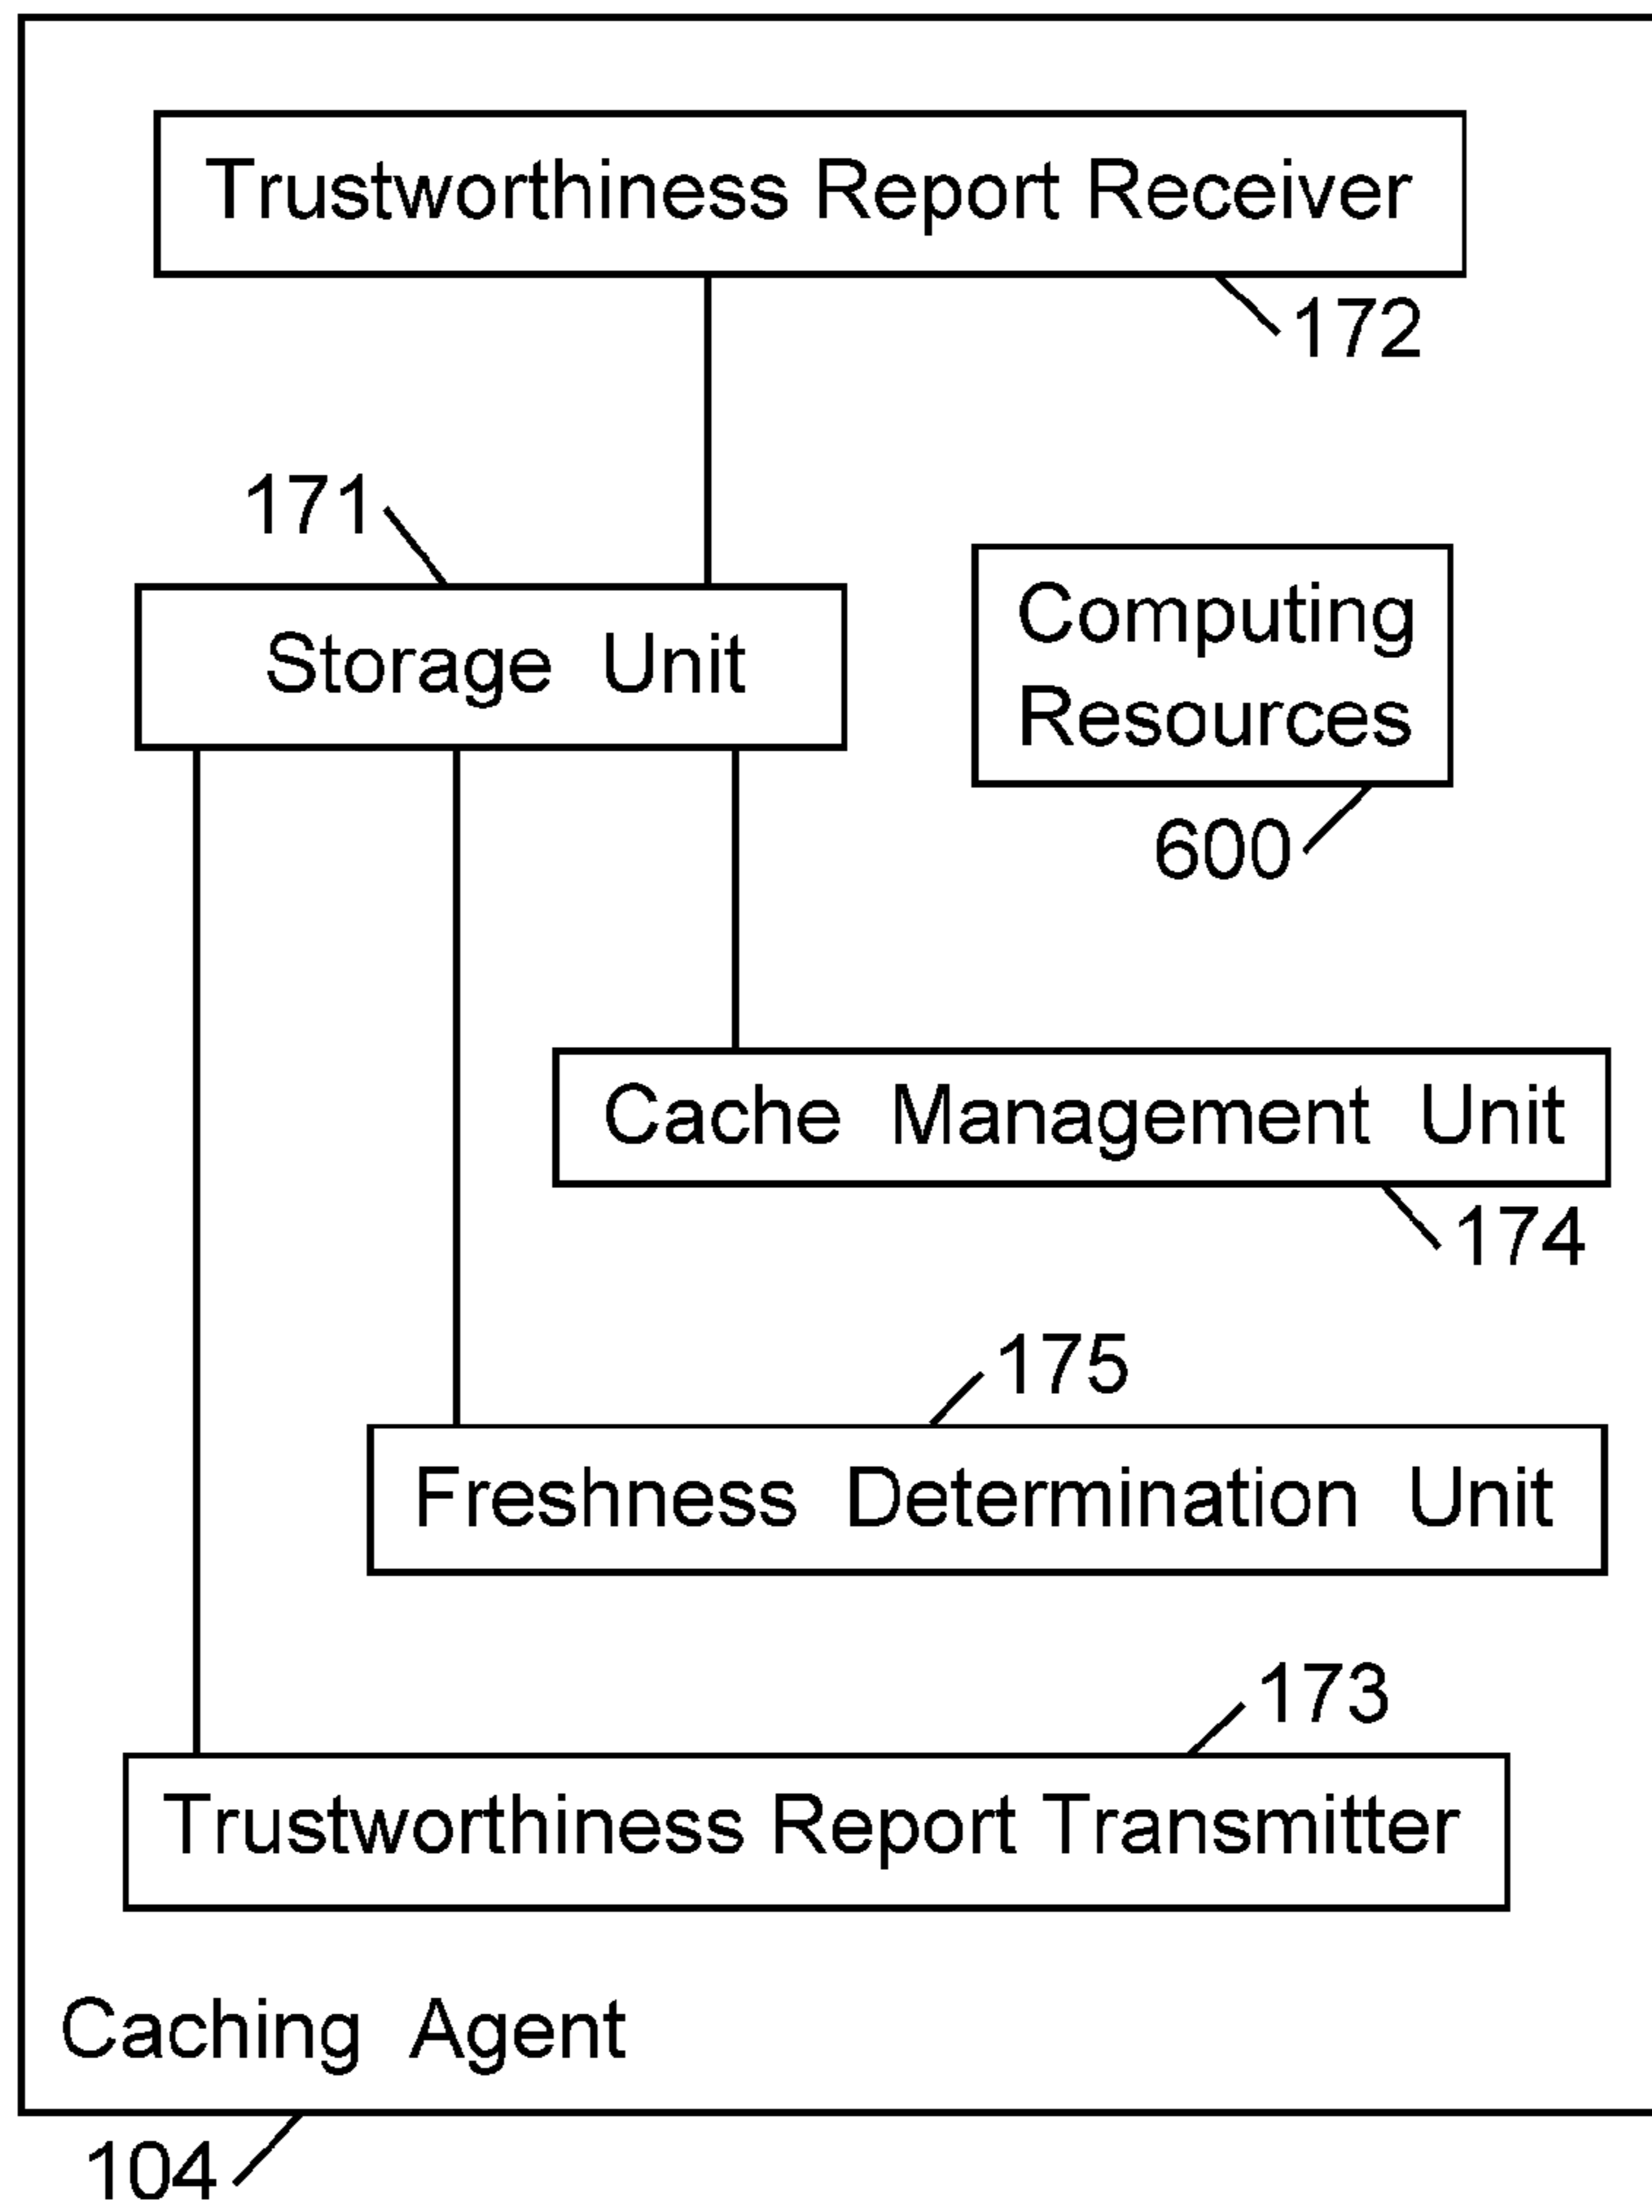 Trustworthiness Report Receiver
172
171
Storage Unit
Computing
Resources
600
Cache Management Unit
174
175
Freshness Determination Unit
173
Trustworthiness Report Transmitter
Caching Agent
104